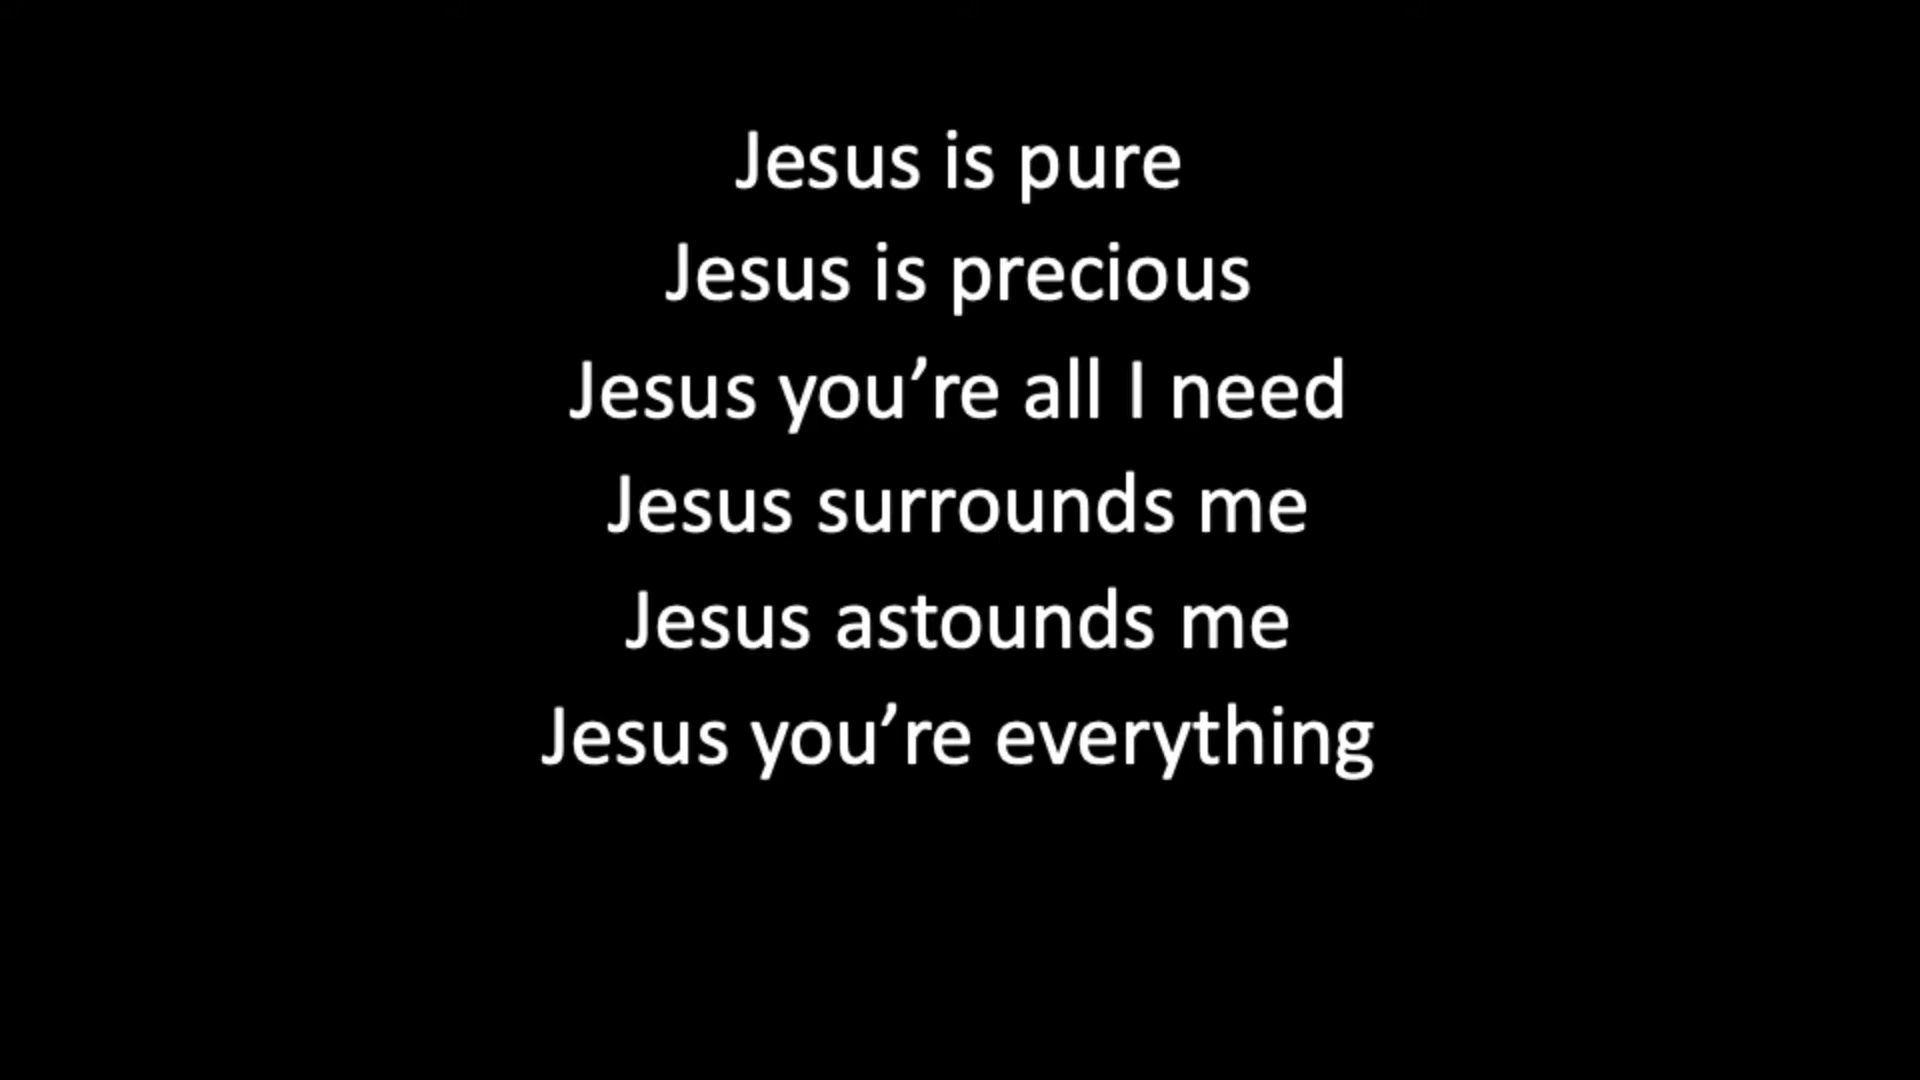 Jesus is pure
Jesus is precious
Jesus you’re all I need
Jesus surrounds me
Jesus astounds me
Jesus you’re everything